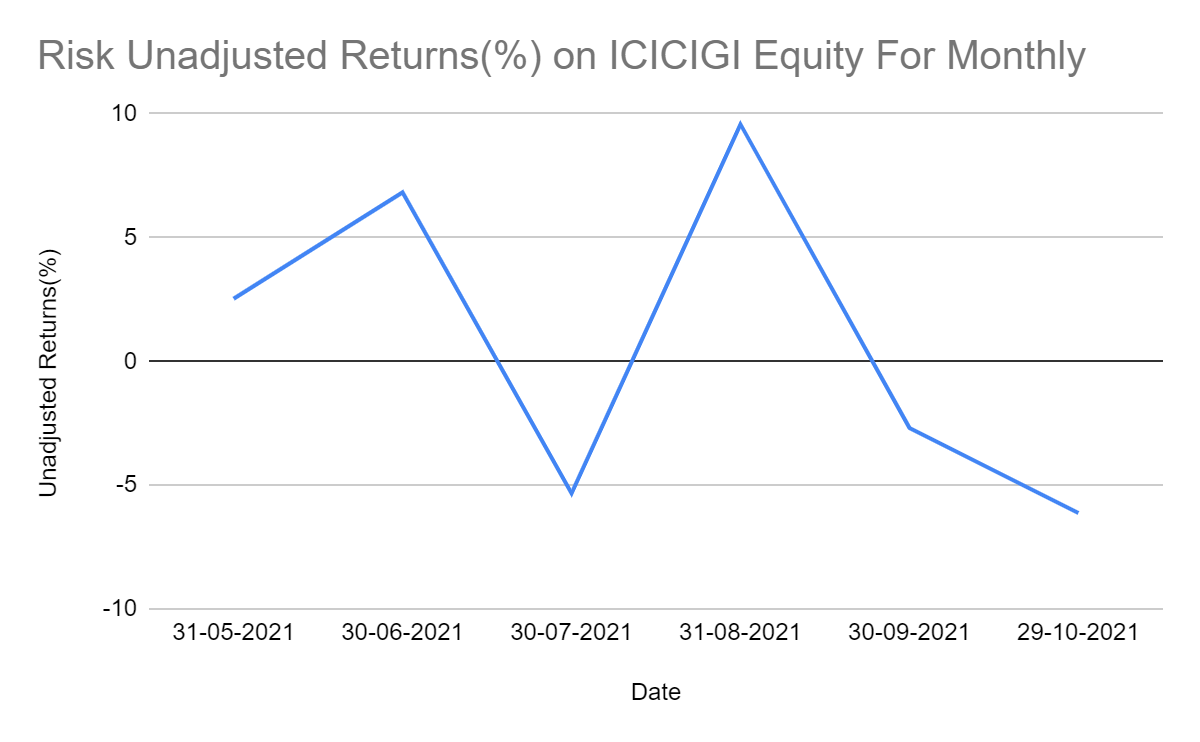 Risk Unadjusted Returns(%) on ICICIGI Equity For Monthly
Unadjusted Returns(%)
10
5
0
-5
-10
31-05-2021 30-06-2021 30-07-2021 31-08-2021 30-09-2021 29-10-2021
Date